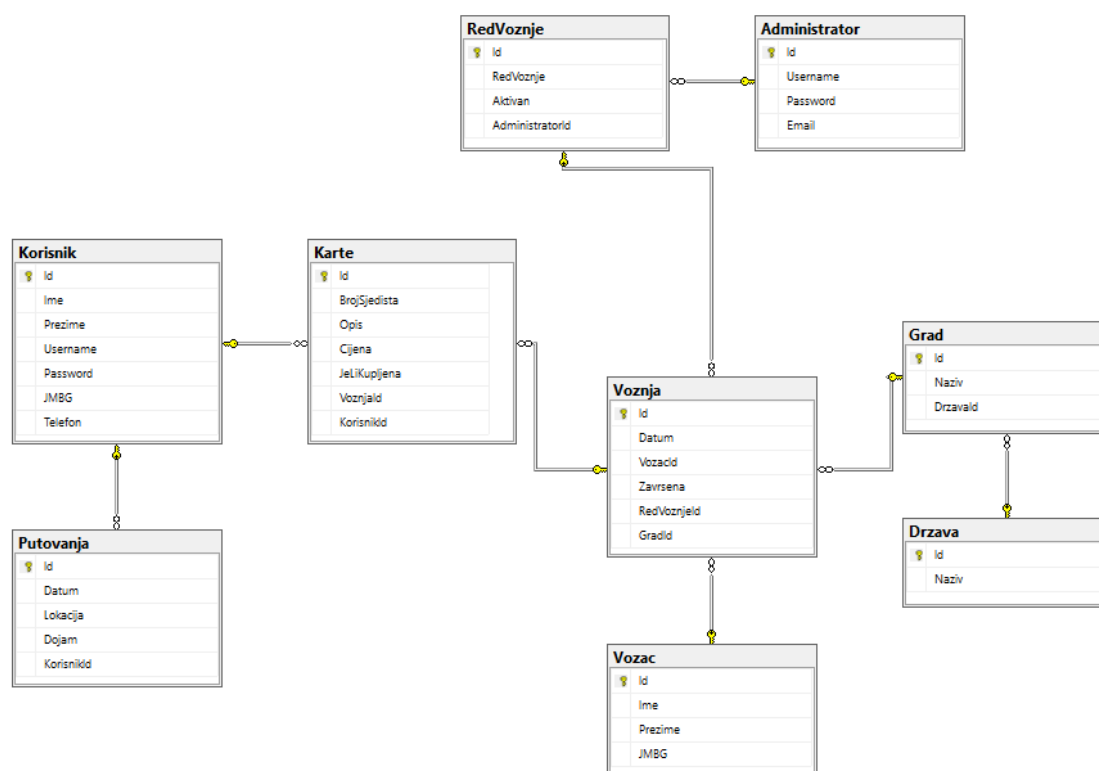 RedVoznje
Id
RedVoznje
Aktivan
AdministratorId
Administrator
Id
Username
Password
Email
Korisnik
Id
Ime
Prezime
Username
Password
JMBG
Telefon
Karte
Id
BrojSjedista
Opis
Cijena
JeLiKupljena
VoznjaId
KorisnikId
Voznja
Id
Datum
VozacId
Zavrsena
RedVoznjeId
GradId
Grad
Id
Naziv
DrzavaId
Drzava
Id
Naziv
Putovanja
Id
Datum
Lokacija
Dojam
KorisnikId
Vozac
Id
Ime
Prezime
JMBG